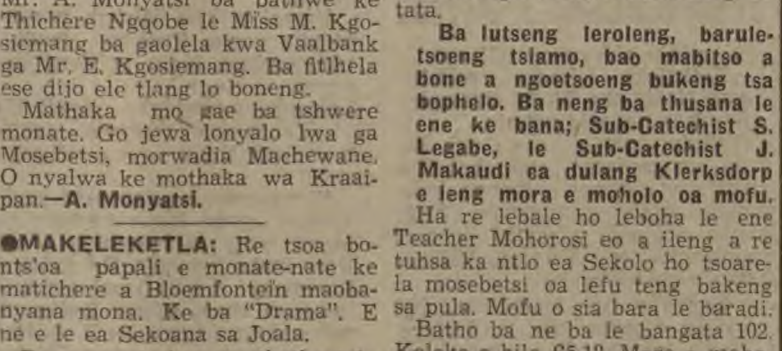 Mr. A. Monyatsi ba patilwe ke
Thichere Ngqobe le Miss M. Kgo-
siemang ba gaolela kwa Vaalbank
ga Mr. E. Kgosiemang. Ba fitlhela
ese dijo ele tlang lo boneng.
Mathaka mo gae ba tshwere
monate. Go jewa lonyalo lwa ga
Mosebetsi, morwadia Machewane.
O nyalwa ke mothaka wa Kraai-
pan.—A. Monyatsi.
●MAKELEKETLA: Re tsoa bo-
nts'oa papali e monate-nate ke
matichere a Bloemfontein maoba-
nyana mona. Ke ba "Drama". E
ne e le ea Sekoana sa Joala.
tata.
Ba lutseng leroleng, barule-
tsoeng tsiamo, bao mabitso a
bone a ngoetsoeng bukeng tsa
bophelo. Ba neng ba thusana le
ene ke bana; Sub-Catechist S.
Legabe, le Sub-Catechist J.
Makaudi ea dulang Klerksdorp
e leng mora e moholo oa mofu.
Ha re lebale ho leboha le ene
Teacher Mohorosi eo a ileng a re
tuhsa ka ntlo ea Sekolo ho tsoare-
la mosebetsi oa lefu teng bakeng
sa pula. Mofu o sia bara le baradi.
Batho ba ne ba le bangata 102.